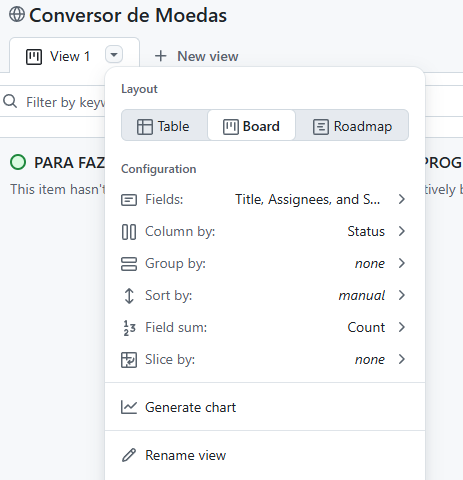 Conversor de Moedas
View 1
New view
Layout
Filter by keyw
Table Board Roadmap
PARA FAZ
PROG
Configuration
This item hasn't
tively b
Fields: Title, Assignees, and S...
Column by: Status
Group by: none
Sort by: manual
Field sum: Count
Slice by: none
Generate chart
Rename view